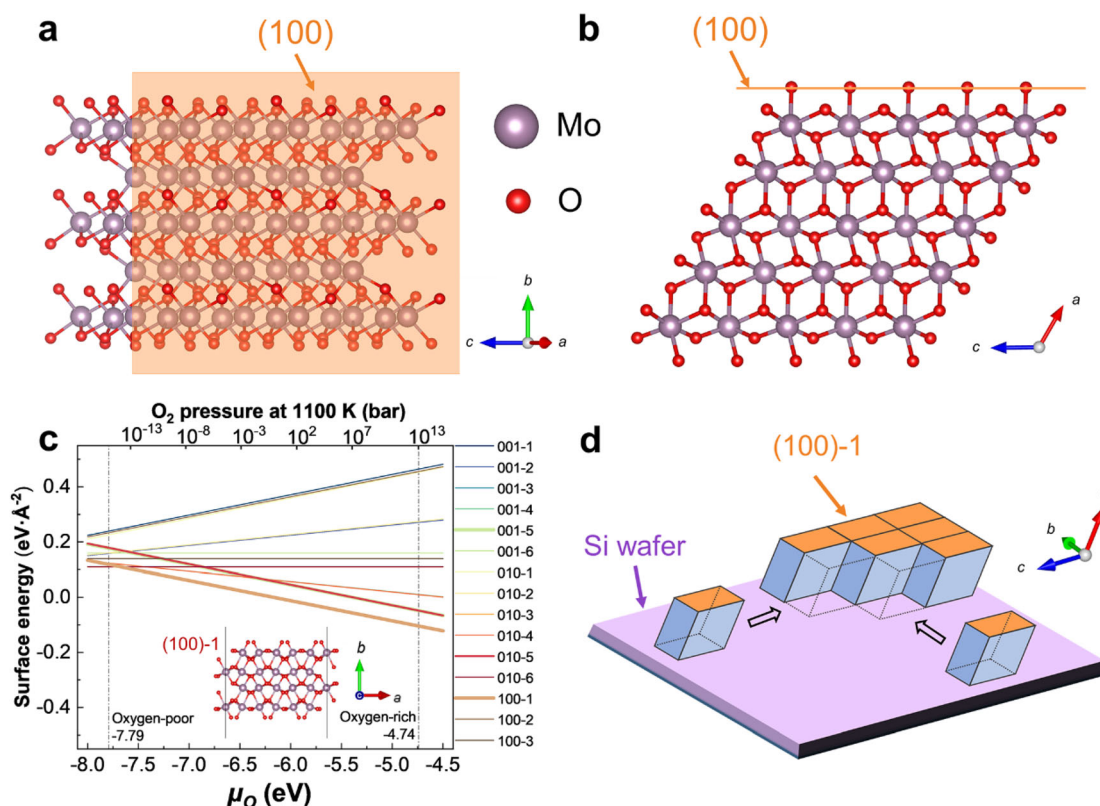 a
(100)
b
(100)
Mo
O
b
c
a
a
c
c
O₂ pressure at 1100 K (bar)
10⁻¹³ 10⁻⁸ 10⁻³ 10² 10⁷ 10¹³
Surface energy (eV·Å⁻²)
0.4
0.2
0.0
-0.2
-0.4
(100)-1
b
a
Oxygen-poor
-7.79
Oxygen-rich
-4.74
-8.0 -7.5 -7.0 -6.5 -6.0 -5.5 -5.0 -4.5
μO (eV)
001-1
001-2
001-3
001-4
001-5
001-6
010-1
010-2
010-3
010-4
010-5
010-6
100-1
100-2
100-3
d
(100)-1
Si wafer
b
c